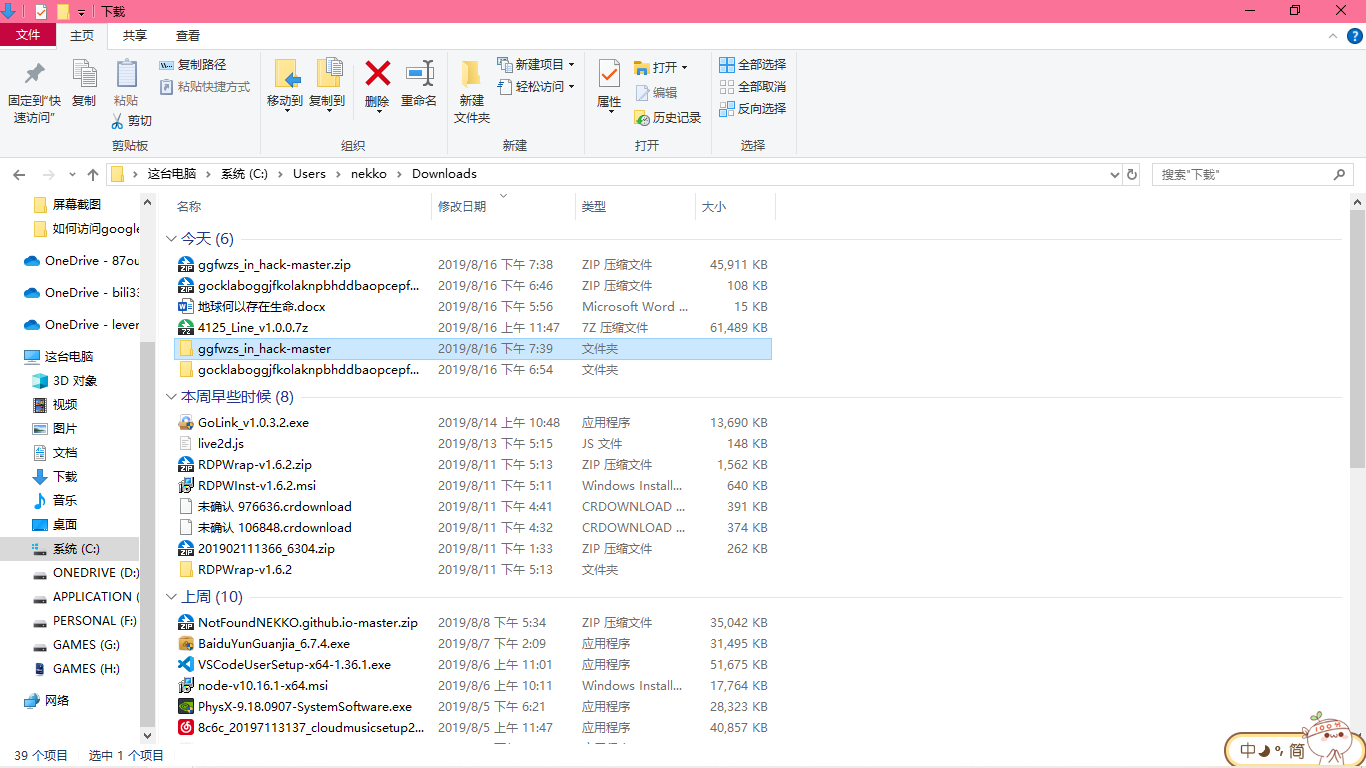 下载
文件 主页 共享 查看
固定到"快速访问"
复制
粘贴
复制路径
粘贴快捷方式
剪切
剪贴板
移动到 复制到 删除 重命名
组织
新建文件夹
新建项目
轻松访问
新建
属性
打开
编辑
历史记录
打开
全部选择
全部取消
反向选择
选择
这台电脑 系统 (C:) Users nekko Downloads
搜索"下载"
屏幕截图
如何访问google
OneDrive - 87ou
OneDrive - bili33
OneDrive - lever
这台电脑
3D 对象
视频
图片
文档
下载
音乐
桌面
系统 (C:)
ONEDRIVE (D:)
APPLICATION (
PERSONAL (F:)
GAMES (G:)
GAMES (H:)
网络
名称 修改日期 类型 大小
今天 (6)
ggfwzs_in_hack-master.zip 2019/8/16 下午 7:38 ZIP 压缩文件 45,911 KB
gocklaboggjfkolaknpbhddbaopcepf... 2019/8/16 下午 6:46 ZIP 压缩文件 108 KB
地球何以存在生命.docx 2019/8/16 下午 5:56 Microsoft Word ... 15 KB
4125_Line_v1.0.0.7z 2019/8/16 上午 11:47 7Z 压缩文件 61,489 KB
ggfwzs_in_hack-master 2019/8/16 下午 7:39 文件夹
gocklaboggjfkolaknpbhddbaopcepf... 2019/8/16 下午 6:54 文件夹
本周早些时候 (8)
GoLink_v1.0.3.2.exe 2019/8/14 上午 10:48 应用程序 13,690 KB
live2d.js 2019/8/13 下午 5:15 JS 文件 148 KB
RDPWrap-v1.6.2.zip 2019/8/11 下午 5:13 ZIP 压缩文件 1,562 KB
RDPWInst-v1.6.2.msi 2019/8/11 下午 5:11 Windows Install... 640 KB
未确认 976636.crdownload 2019/8/11 下午 4:41 CRDOWNLOAD ... 391 KB
未确认 106848.crdownload 2019/8/11 下午 4:32 CRDOWNLOAD ... 374 KB
201902111366_6304.zip 2019/8/11 下午 1:33 ZIP 压缩文件 262 KB
RDPWrap-v1.6.2 2019/8/11 下午 5:13 文件夹
上周 (10)
NotFoundNEKKO.github.io-master.zip 2019/8/8 下午 5:34 ZIP 压缩文件 35,042 KB
BaiduYunGuanjia_6.7.4.exe 2019/8/7 下午 2:09 应用程序 31,495 KB
VSCodeUserSetup-x64-1.36.1.exe 2019/8/6 上午 11:01 应用程序 51,675 KB
node-v10.16.1-x64.msi 2019/8/6 上午 10:11 Windows Install... 17,764 KB
PhysX-9.18.0907-SystemSoftware.exe 2019/8/5 下午 6:21 应用程序 28,323 KB
8c6c_20197113137_cloudmusicsetup2... 2019/8/5 上午 11:47 应用程序 40,857 KB
39 个项目 选中 1 个项目
中 简
100%